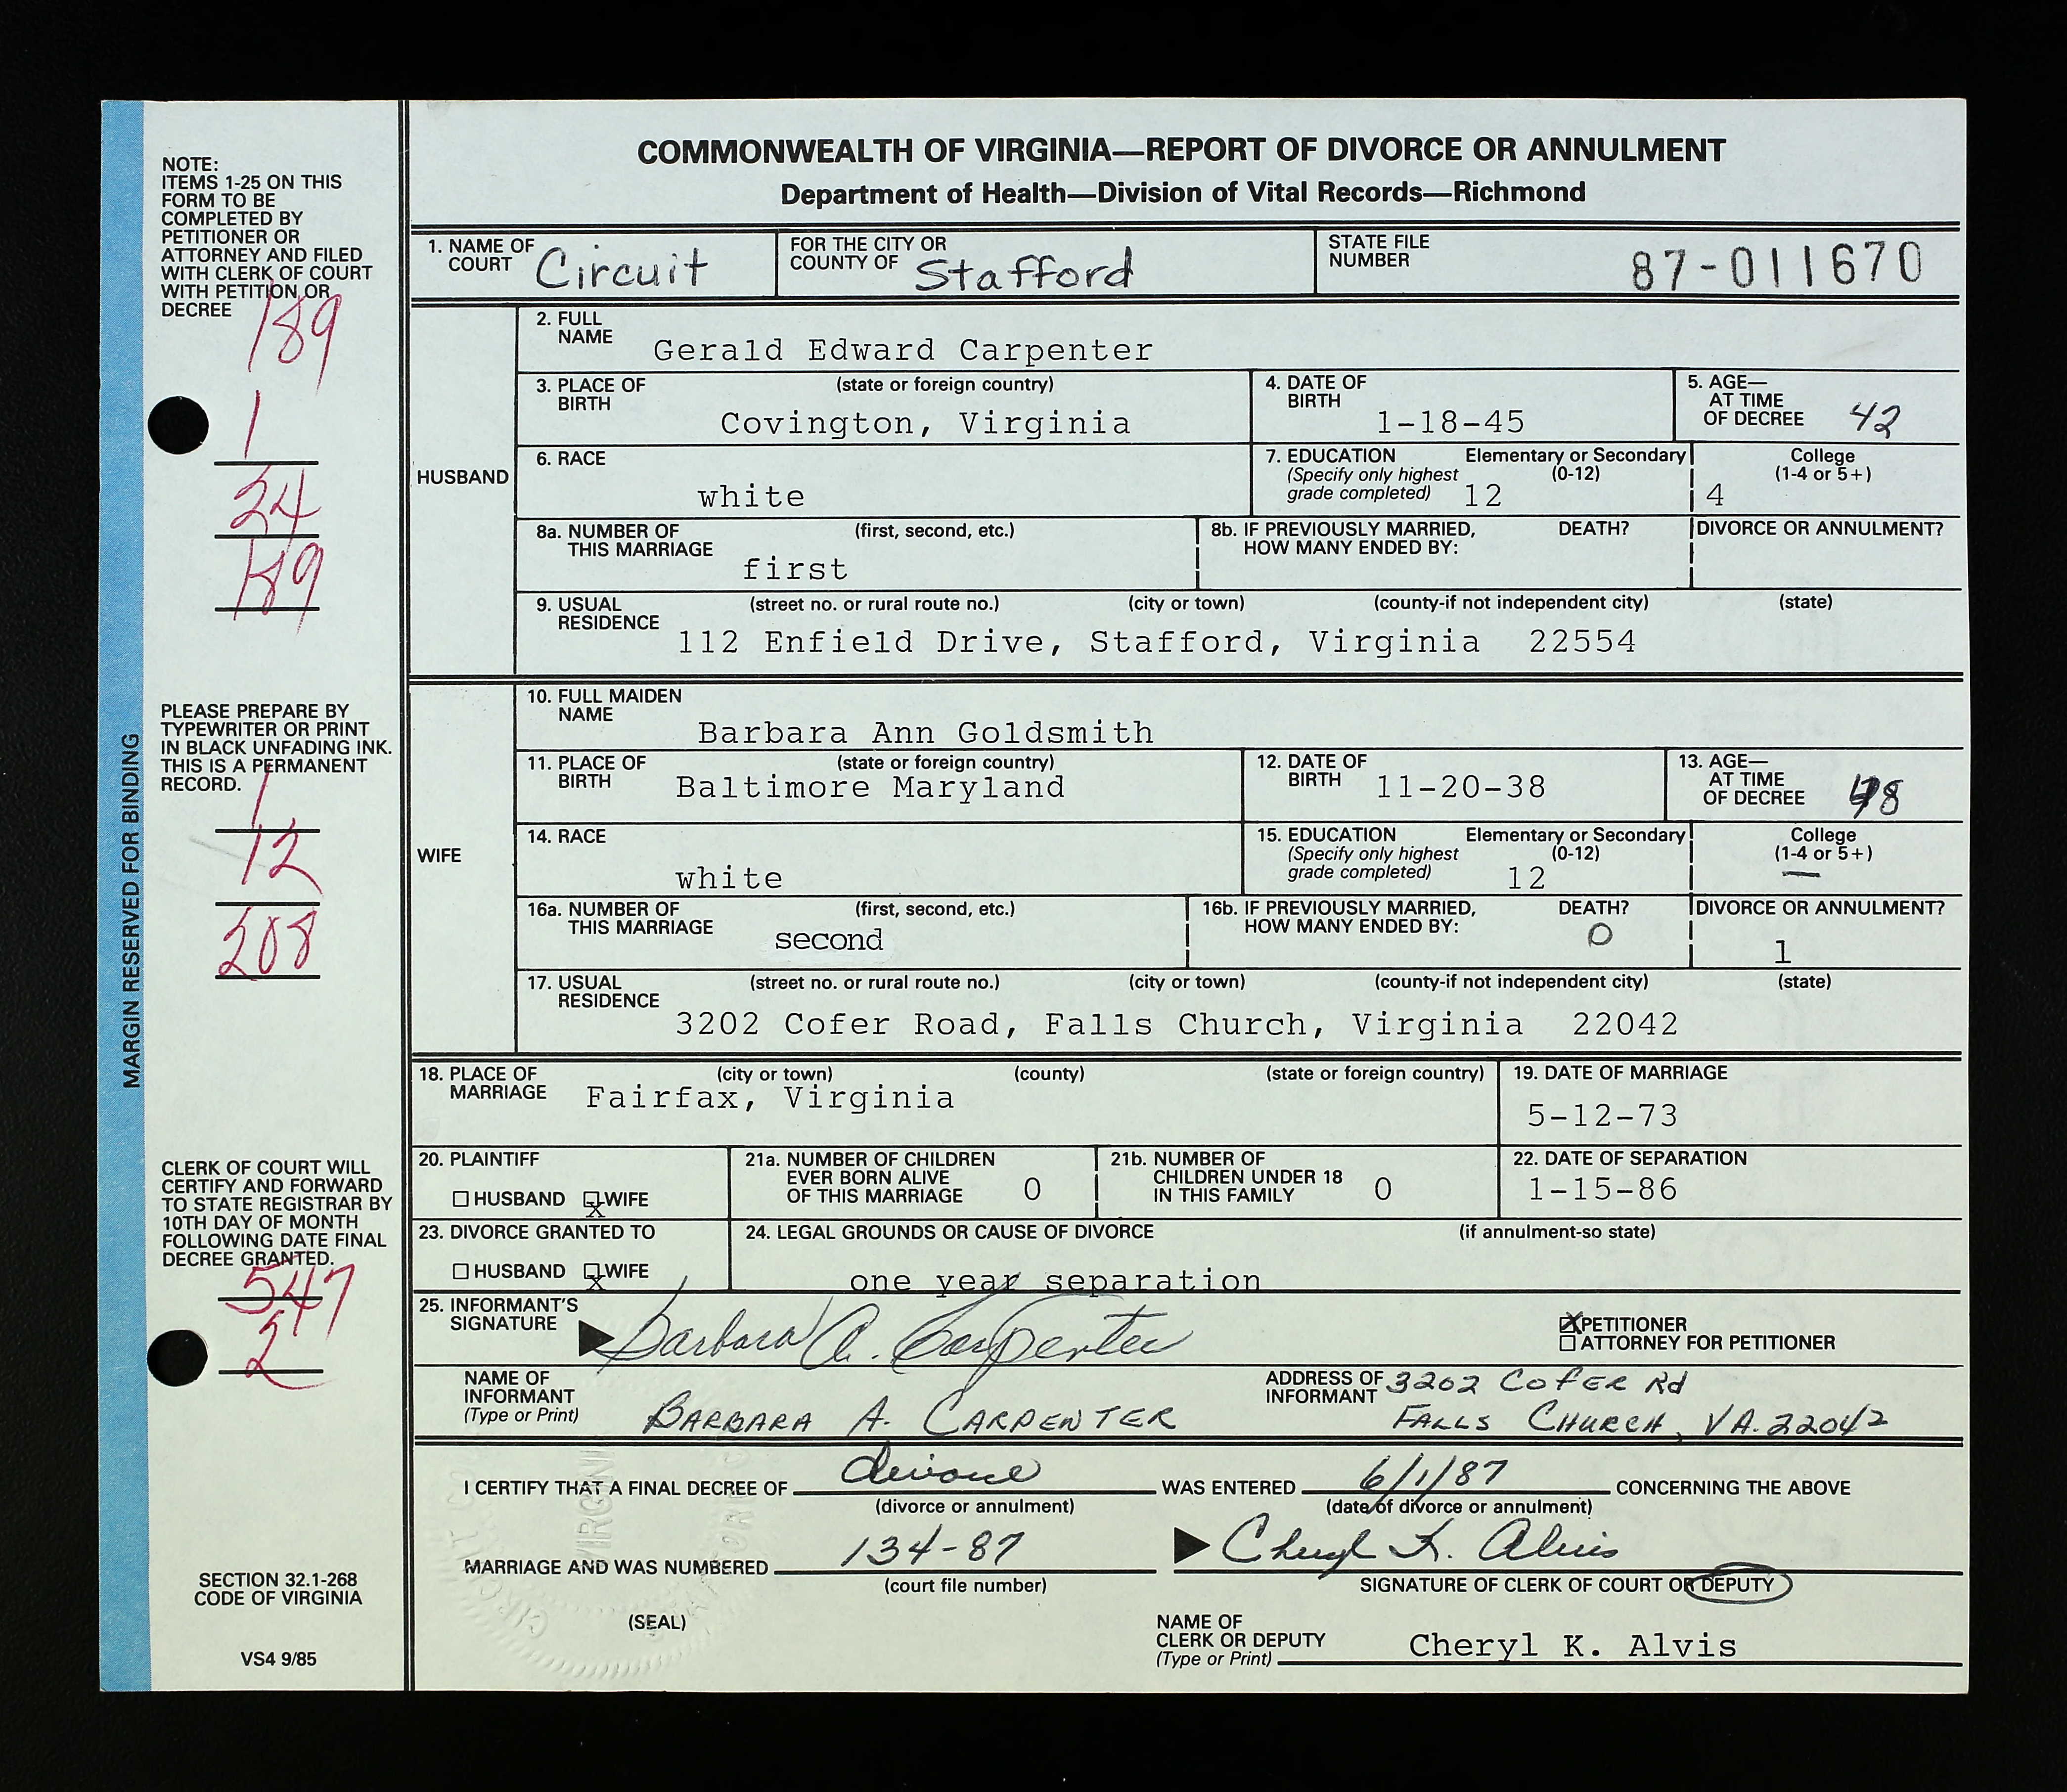 COMMONWEALTH OF VIRGINIA—REPORT OF DIVORCE OR ANNULMENT
Department of Health—Division of Vital Records—Richmond
MARGIN RESERVED FOR BINDING
NOTE:
ITEMS 1-25 ON THIS
FORM TO BE
COMPLETED BY
PETITIONER OR
ATTORNEY AND FILED
WITH CLERK OF COURT
WITH PETITION OR
DECREE
189
1
24
189
PLEASE PREPARE BY
TYPEWRITER OR PRINT
IN BLACK UNFADING INK.
THIS IS A PERMANENT
RECORD.
1
12
208
CLERK OF COURT WILL
CERTIFY AND FORWARD
TO STATE REGISTRAR BY
10TH DAY OF MONTH
FOLLOWING DATE FINAL
DECREE GRANTED.
547
2
SECTION 32.1-268
CODE OF VIRGINIA
VS4 9/85
1. NAME OF COURT Circuit FOR THE CITY OR COUNTY OF Stafford STATE FILE NUMBER 87-011670
HUSBAND
2. FULL NAME Gerald Edward Carpenter
3. PLACE OF BIRTH (state or foreign country) Covington, Virginia 4. DATE OF BIRTH 1-18-45 5. AGE— AT TIME OF DECREE 42
6. RACE white 7. EDUCATION (Specify only highest grade completed) Elementary or Secondary (0-12) 12 College (1-4 or 5+) 4
8a. NUMBER OF THIS MARRIAGE (first, second, etc.) first 8b. IF PREVIOUSLY MARRIED, HOW MANY ENDED BY: DEATH? DIVORCE OR ANNULMENT?
9. USUAL RESIDENCE (street no. or rural route no.) (city or town) (county-if not independent city) (state)
112 Enfield Drive, Stafford, Virginia 22554
WIFE
10. FULL MAIDEN NAME Barbara Ann Goldsmith
11. PLACE OF BIRTH (state or foreign country) Baltimore Maryland 12. DATE OF BIRTH 11-20-38 13. AGE— AT TIME OF DECREE 48
14. RACE white 15. EDUCATION (Specify only highest grade completed) Elementary or Secondary (0-12) 12 College (1-4 or 5+) —
16a. NUMBER OF THIS MARRIAGE (first, second, etc.) second 16b. IF PREVIOUSLY MARRIED, HOW MANY ENDED BY: DEATH? 0 DIVORCE OR ANNULMENT? 1
17. USUAL RESIDENCE (street no. or rural route no.) (city or town) (county-if not independent city) (state)
3202 Cofer Road, Falls Church, Virginia 22042
18. PLACE OF MARRIAGE (city or town) (county) (state or foreign country) Fairfax, Virginia 19. DATE OF MARRIAGE 5-12-73
20. PLAINTIFF HUSBAND X WIFE 21a. NUMBER OF CHILDREN EVER BORN ALIVE OF THIS MARRIAGE 0 21b. NUMBER OF CHILDREN UNDER 18 IN THIS FAMILY 0 22. DATE OF SEPARATION 1-15-86
23. DIVORCE GRANTED TO HUSBAND X WIFE 24. LEGAL GROUNDS OR CAUSE OF DIVORCE (if annulment-so state) one year separation
25. INFORMANT'S SIGNATURE Barbara A. Carpenter X PETITIONER
ATTORNEY FOR PETITIONER
NAME OF INFORMANT (Type or Print) BARBARA A. CARPENTER ADDRESS OF INFORMANT 3202 Cofer Rd
FALLS CHURCH, VA. 22042
I CERTIFY THAT A FINAL DECREE OF divorce WAS ENTERED 6/1/87 CONCERNING THE ABOVE
(divorce or annulment) (date of divorce or annulment)
MARRIAGE AND WAS NUMBERED 134-87 Cheryl K. Alvis
(court file number) SIGNATURE OF CLERK OF COURT OR DEPUTY
(SEAL)
NAME OF CLERK OR DEPUTY (Type or Print) Cheryl K. Alvis